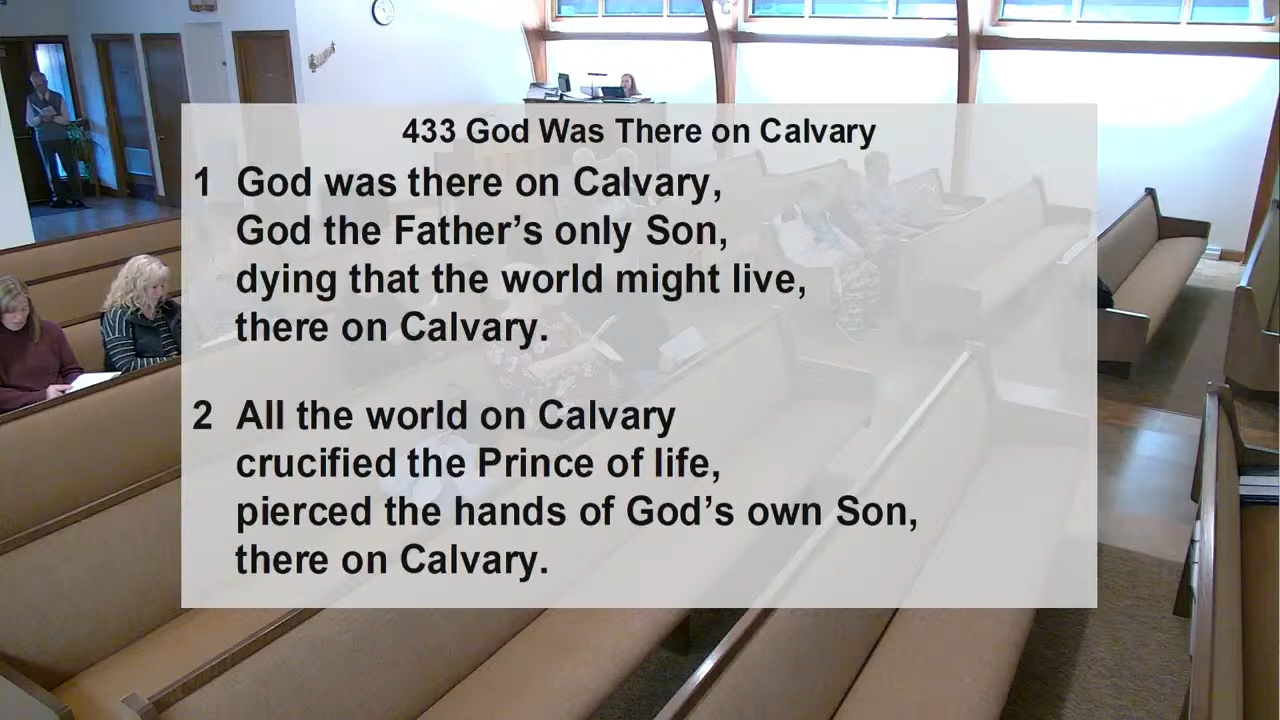 433 God Was There on Calvary
1 God was there on Calvary,
God the Father’s only Son,
dying that the world might live,
there on Calvary.
2 All the world on Calvary
crucified the Prince of life,
pierced the hands of God’s own Son,
there on Calvary.